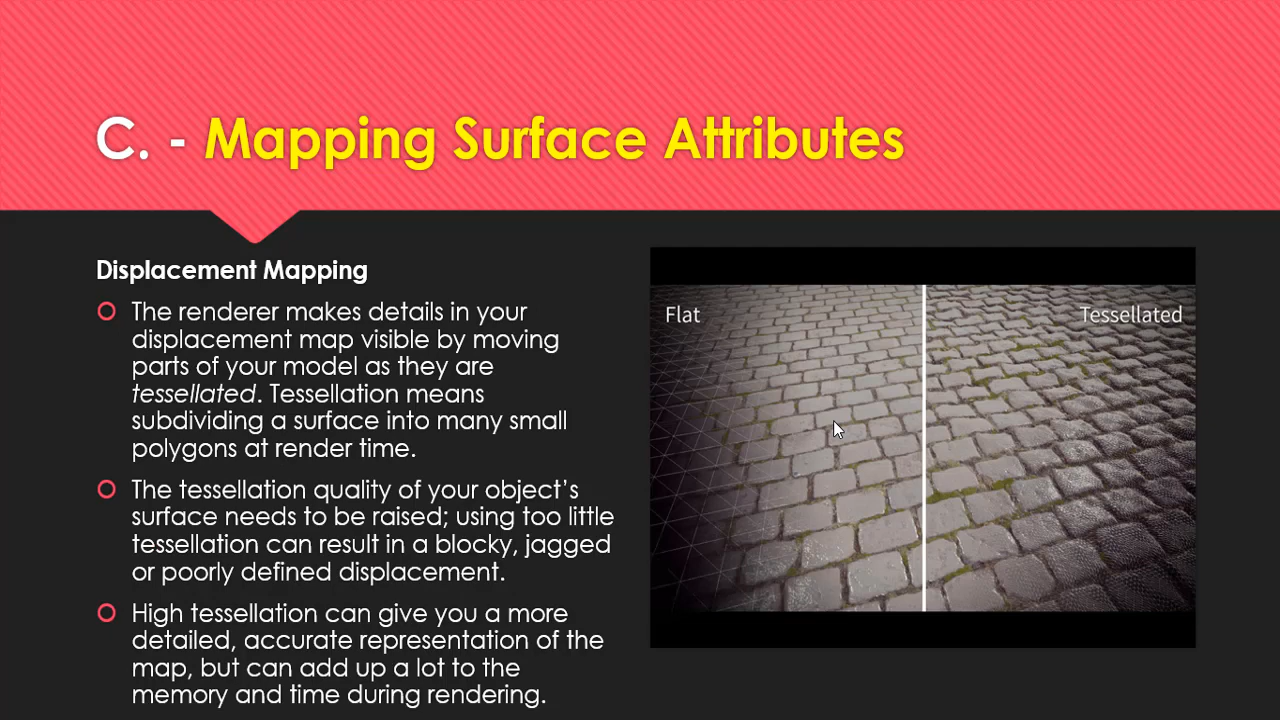 C. - Mapping Surface Attributes
Displacement Mapping
The renderer makes details in your
displacement map visible by moving
parts of your model as they are
tessellated. Tessellation means
subdividing a surface into many small
polygons at render time.
The tessellation quality of your object’s
surface needs to be raised; using too little
tessellation can result in a blocky, jagged
or poorly defined displacement.
High tessellation can give you a more
detailed, accurate representation of the
map, but can add up a lot to the
memory and time during rendering.
Flat
Tessellated